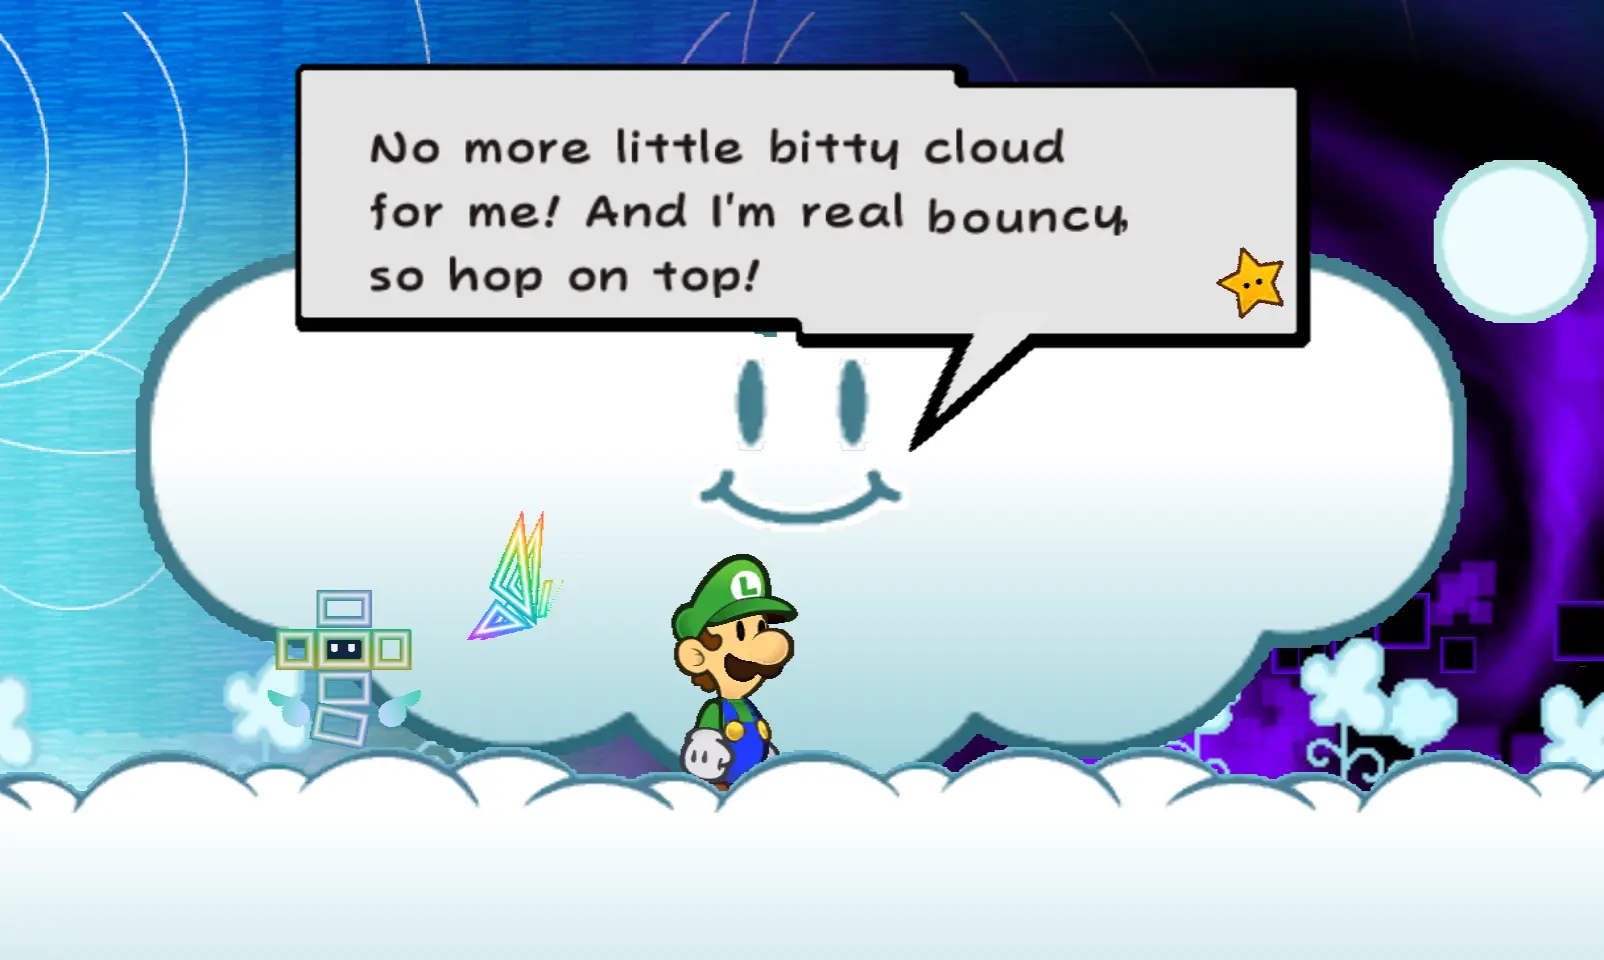 No more little bitty cloud
for me! And I'm real bouncy,
so hop on top!
L